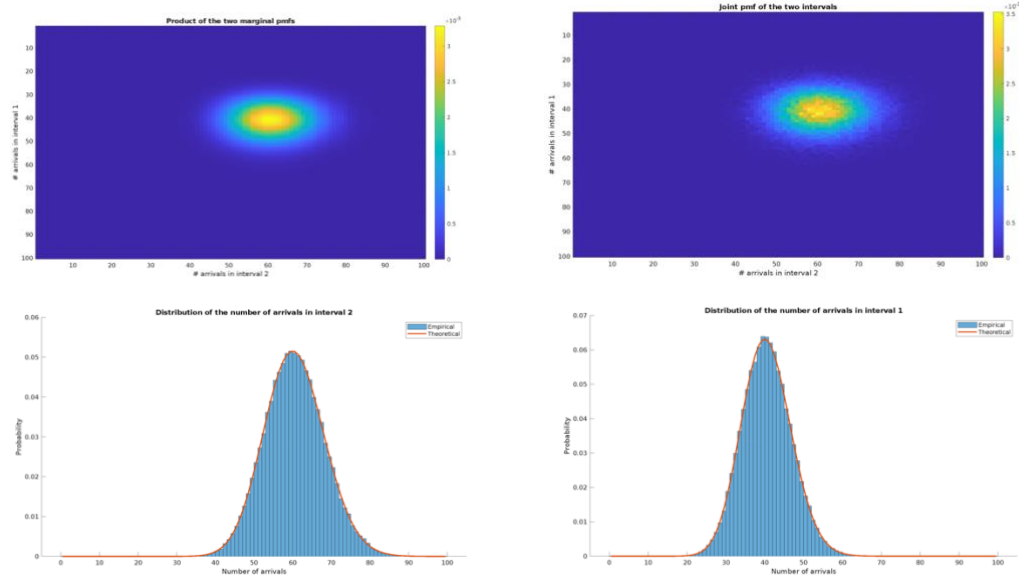 Product of the two marginal pmfs
×10⁻³
10
20
30
40
50
60
70
80
90
100
# arrivals in interval 1
10 20 30 40 50 60 70 80 90 100
# arrivals in interval 2
3
2.5
2
1.5
1
0.5
0
Joint pmf of the two intervals
10
20
30
40
50
60
70
80
90
100
# arrivals in interval 1
10 20 30 40 50 60 70 80 90 100
# arrivals in interval 2
3.5
3
2.5
2
1.5
1
0.5
0
Distribution of the number of arrivals in interval 2
Empirical
Theoretical
0.06
0.05
0.04
0.03
0.02
0.01
0
Probability
0 10 20 30 40 50 60 70 80 90 100
Number of arrivals
Distribution of the number of arrivals in interval 1
Empirical
Theoretical
0.07
0.06
0.05
0.04
0.03
0.02
0.01
0
Probability
0 10 20 30 40 50 60 70 80 90 100
Number of arrivals